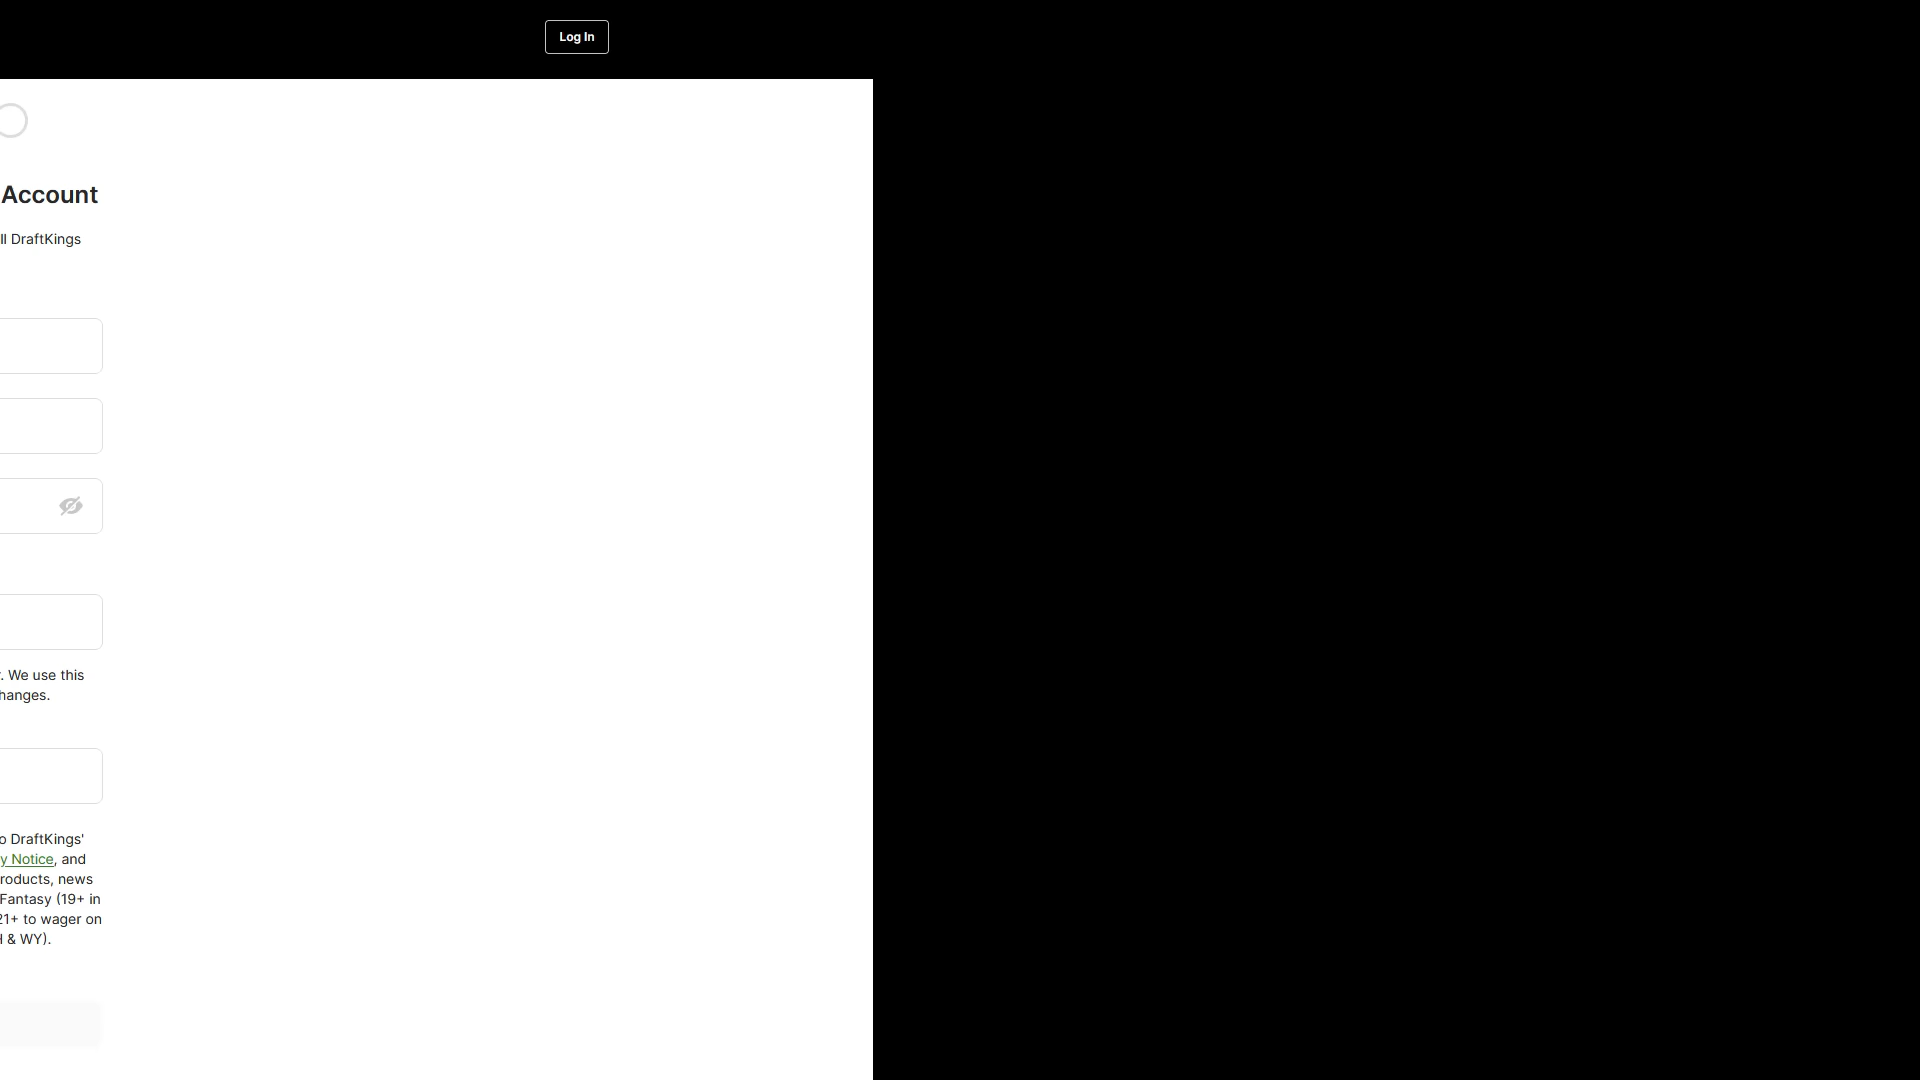 Log In
Account
ll DraftKings
. We use this
hanges.
o DraftKings'
y Notice, and
roducts, news
Fantasy (19+ in
21+ to wager on
& WY).